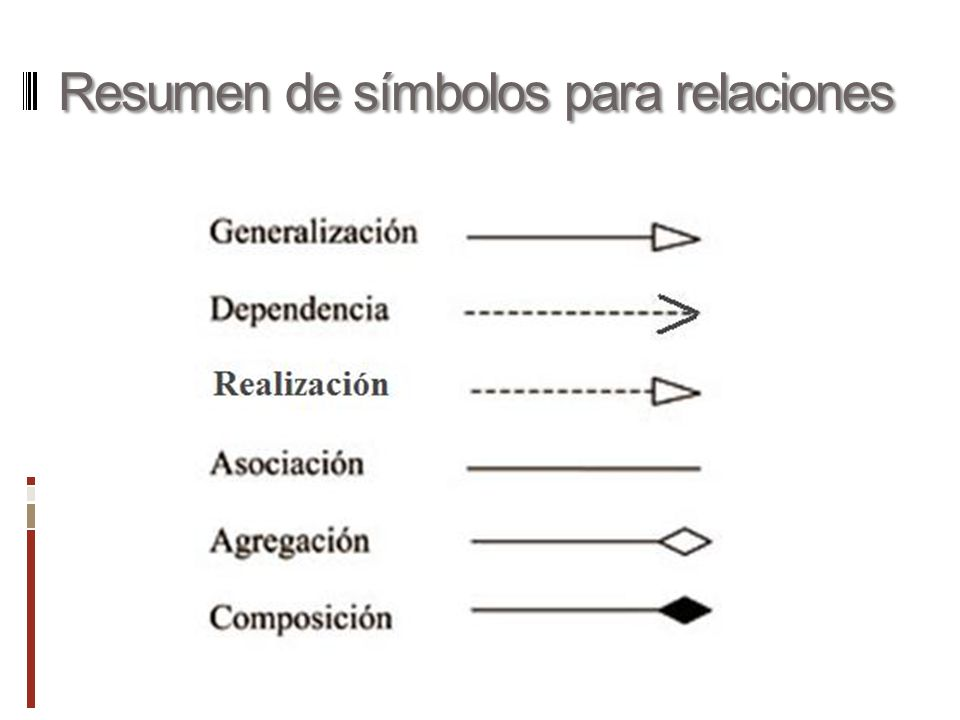 Resumen de símbolos para relaciones
Generalización
Dependencia
Realización
Asociación
Agregación
Composición